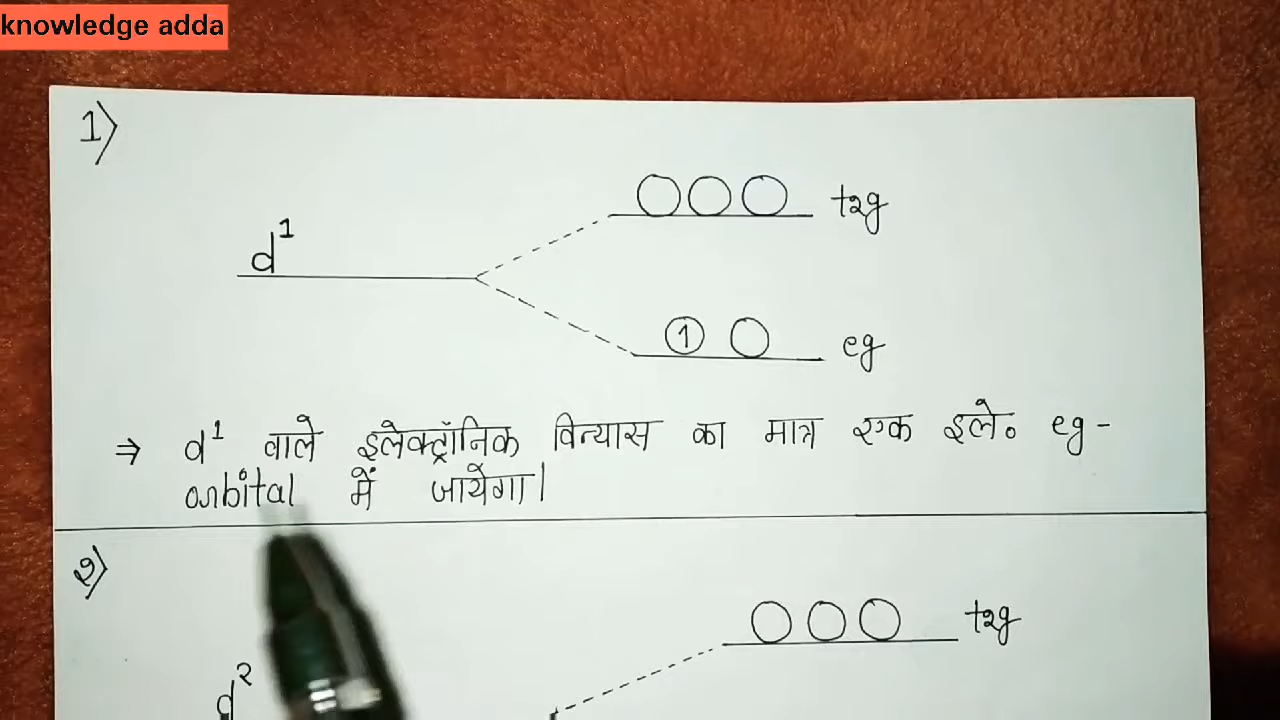 knowledge adda
1)
d¹
t2g
1
eg
⇒ d¹ वाले इलेक्ट्रॉनिक विन्यास का मात्र एक इले० eg-
orbital में जायेगा।
2)
t2g
d²